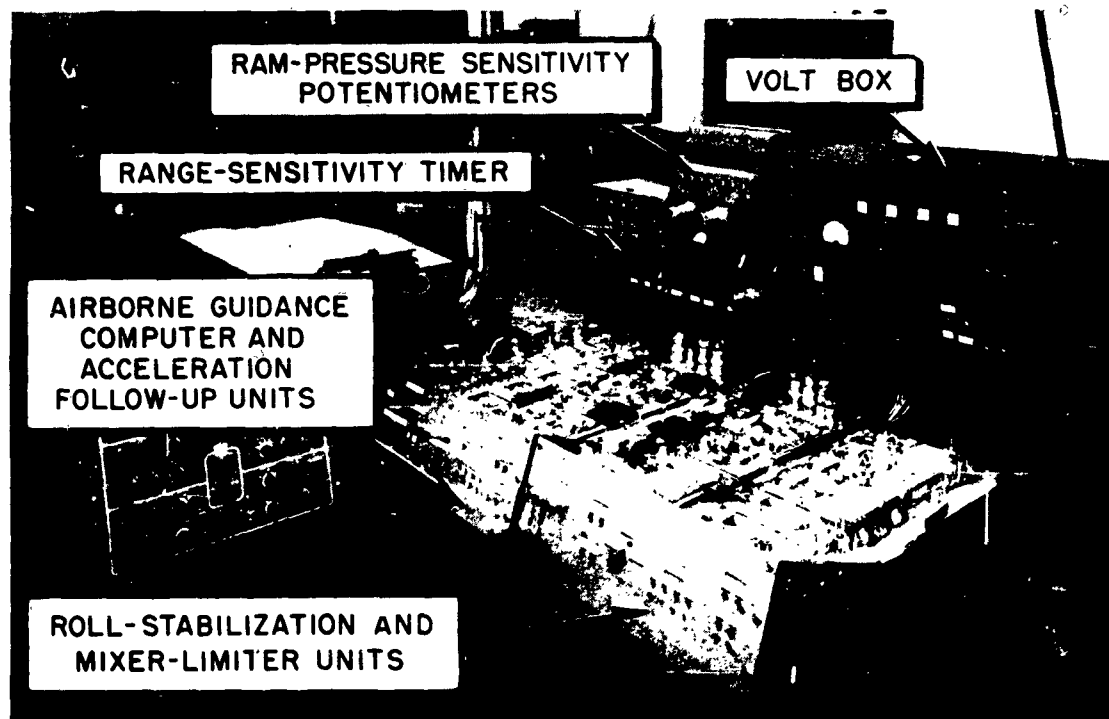 RAM-PRESSURE SENSITIVITY
POTENTIOMETERS
VOLT BOX
RANGE-SENSITIVITY TIMER
AIRBORNE GUIDANCE
COMPUTER AND
ACCELERATION
FOLLOW-UP UNITS
ROLL-STABILIZATION AND
MIXER-LIMITER UNITS